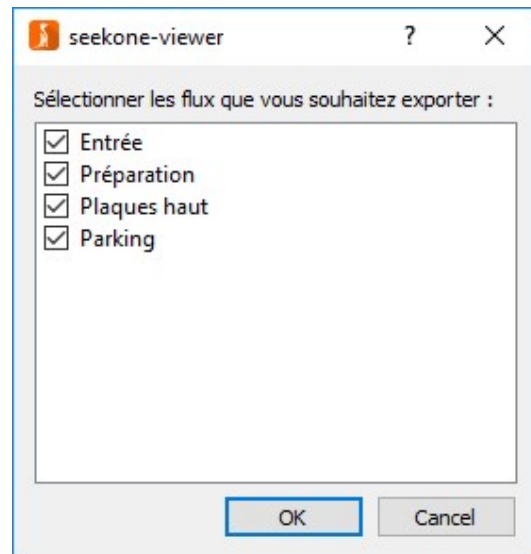 seekone-viewer
Sélectionner les flux que vous souhaitez exporter :
Entrée
Préparation
Plaques haut
Parking
OK Cancel